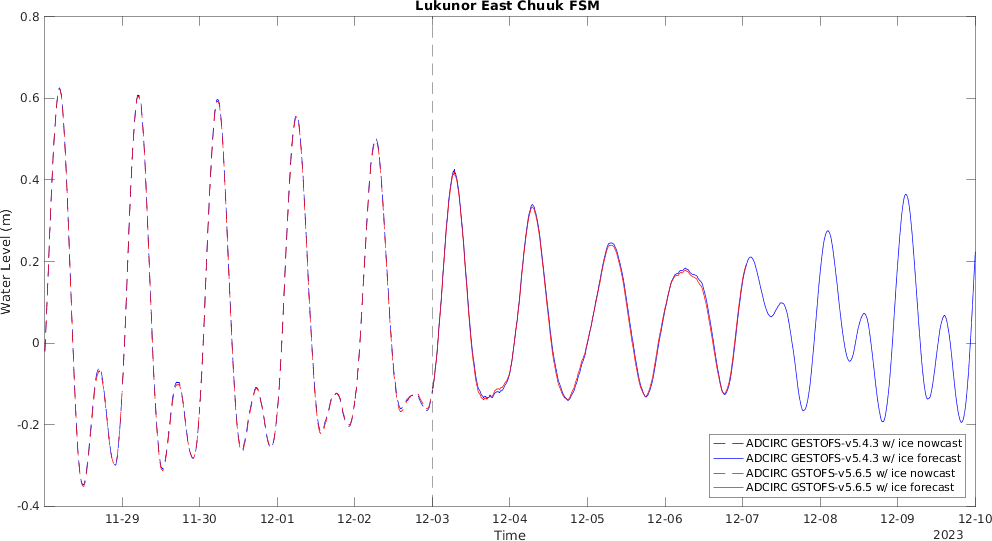 Lukunor East Chuuk FSM
0.8
0.6
0.4
0.2
0
-0.2
-0.4
Water Level (m)
11-29 11-30 12-01 12-02 12-03 12-04 12-05 12-06 12-07 12-08 12-09 12-10
Time
2023
ADCIRC GESTOFS-v5.4.3 w/ ice nowcast
ADCIRC GESTOFS-v5.4.3 w/ ice forecast
ADCIRC GSTOFS-v5.6.5 w/ ice nowcast
ADCIRC GSTOFS-v5.6.5 w/ ice forecast